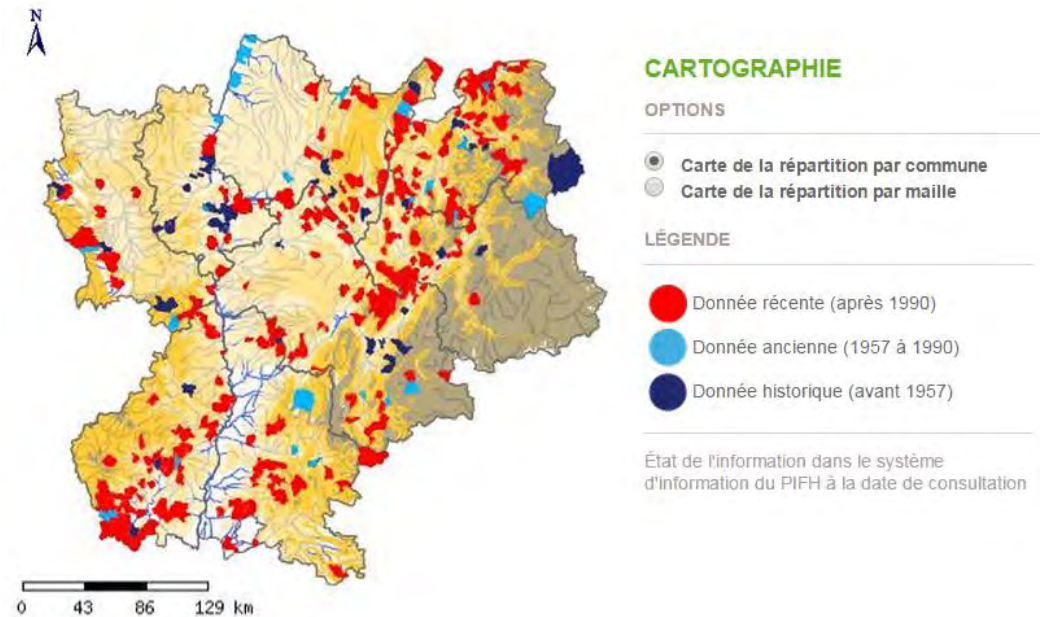 N
CARTOGRAPHIE
OPTIONS
Carte de la répartition par commune
Carte de la répartition par maille
LÉGENDE
Donnée récente (après 1990)
Donnée ancienne (1957 à 1990)
Donnée historique (avant 1957)
État de l'information dans le système
d'information du PIFH à la date de consultation
0 43 86 129 km